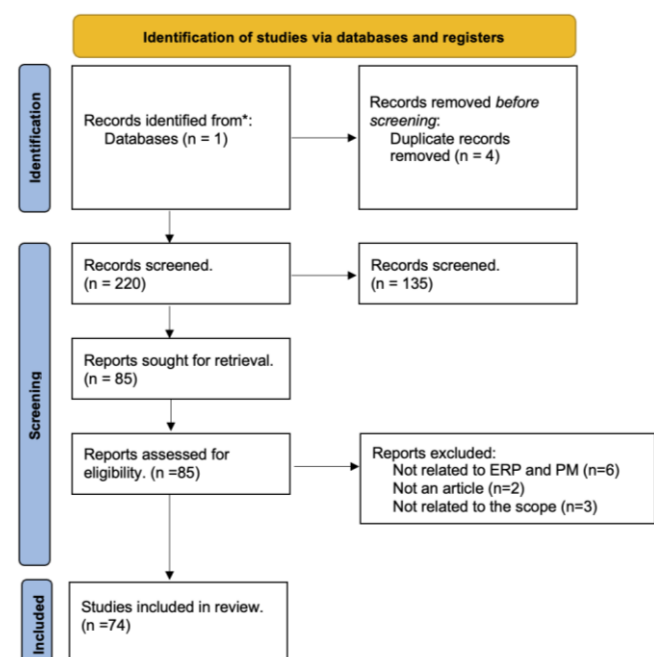 Identification of studies via databases and registers
Identification
Records identified from*:
Databases (n = 1)
Records removed before
screening:
Duplicate records
removed (n = 4)
Screening
Records screened.
(n = 220)
Records screened.
(n = 135)
Reports sought for retrieval.
(n = 85)
Reports assessed for
eligibility. (n =85)
Reports excluded:
Not related to ERP and PM (n=6)
Not an article (n=2)
Not related to the scope (n=3)
Included
Studies included in review.
(n =74)